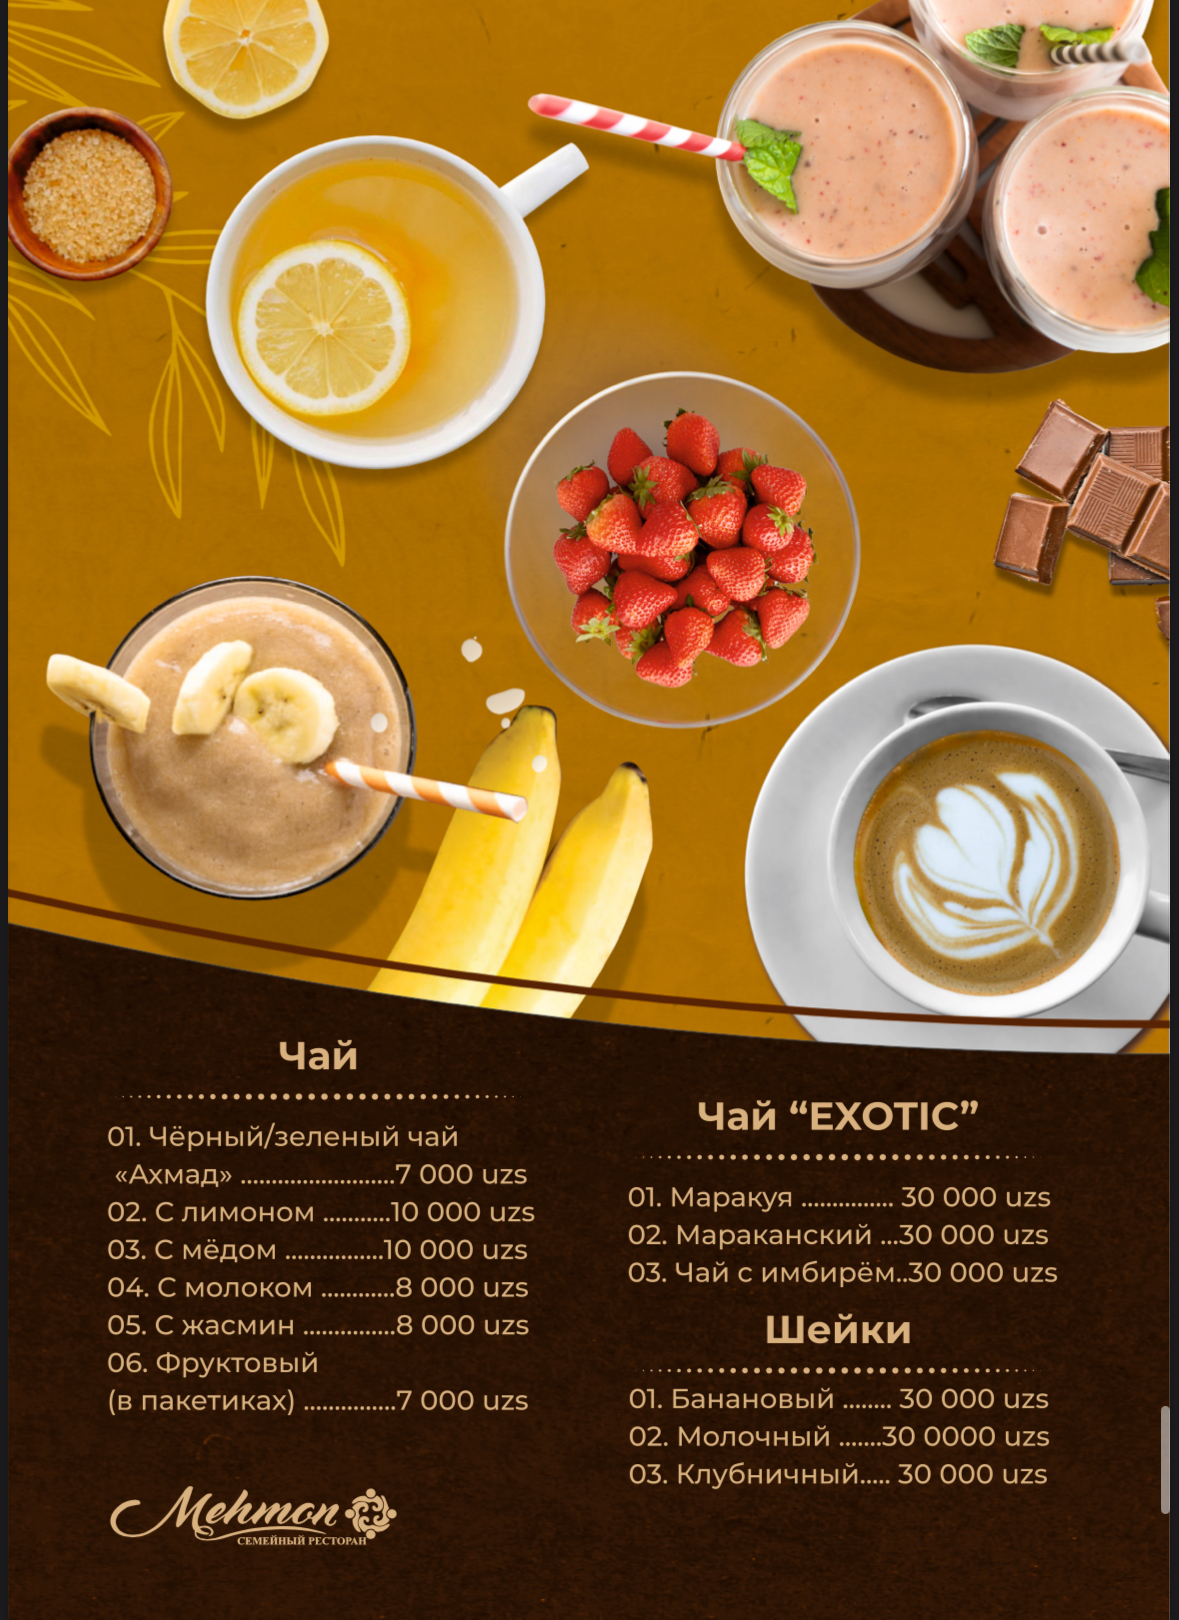 Чай
01. Чёрный/зеленый чай
«Ахмад» .........................7 000 uzs
02. С лимоном ...........10 000 uzs
03. С мёдом ................10 000 uzs
04. С молоком ............8 000 uzs
05. С жасмин ...............8 000 uzs
06. Фруктовый
(в пакетиках) ...............7 000 uzs
Чай “EXOTIC”
01. Маракуя ............... 30 000 uzs
02. Мараканский ...30 000 uzs
03. Чай с имбирём..30 000 uzs
Шейки
01. Банановый ........ 30 000 uzs
02. Молочный .......30 0000 uzs
03. Клубничный..... 30 000 uzs
Mehmon
СЕМЕЙНЫЙ РЕСТОРАН